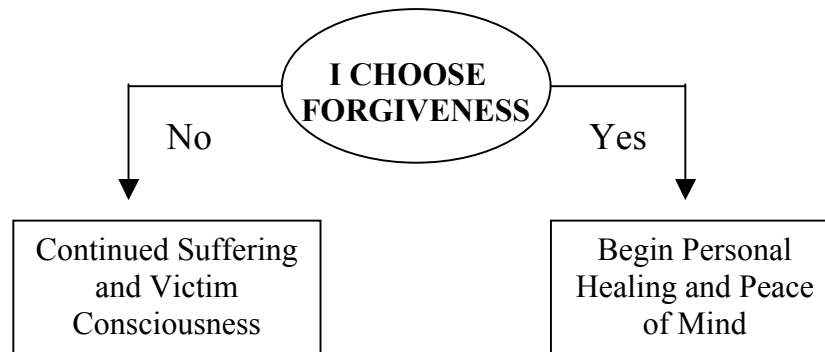 I CHOOSE
FORGIVENESS
No
Yes
Continued Suffering
and Victim
Consciousness
Begin Personal
Healing and Peace
of Mind